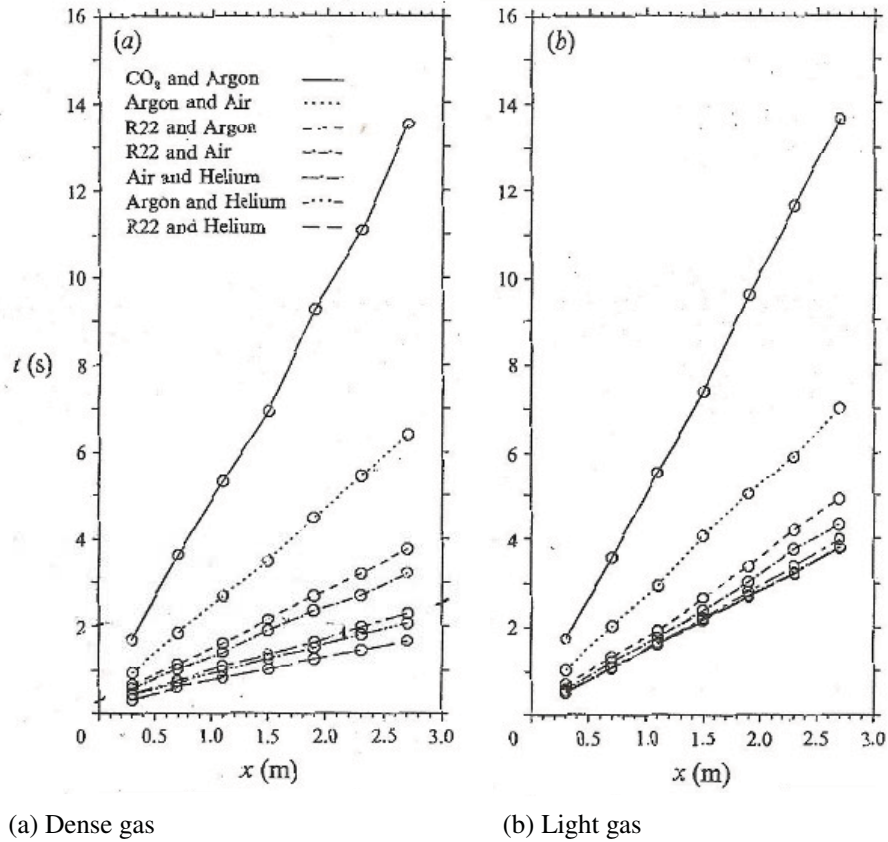 (a)
CO₂ and Argon
Argon and Air
R22 and Argon
R22 and Air
Air and Helium
Argon and Helium
R22 and Helium
16
14
12
10
8
6
4
2
t (s)
0 0.5 1.0 1.5 2.0 2.5 3.0
x (m)
(b)
16
14
12
10
8
6
4
2
0 0.5 1.0 1.5 2.0 2.5 3.0
x (m)
(a) Dense gas
(b) Light gas